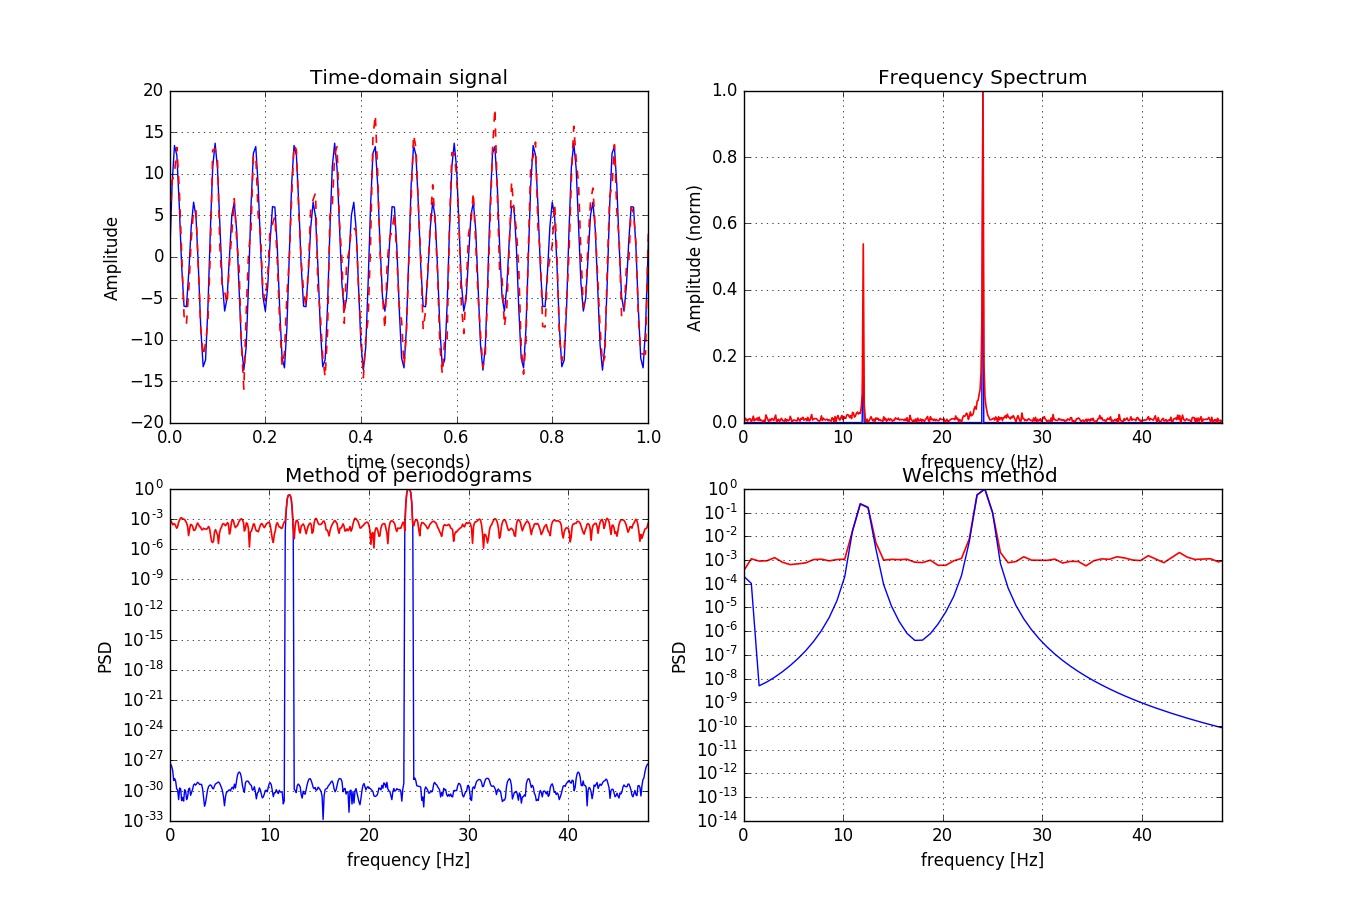 Time-domain signal
Amplitude
20
15
10
5
0
−5
−10
−15
−20
0.0 0.2 0.4 0.6 0.8 1.0
time (seconds)
Frequency Spectrum
Amplitude (norm)
1.0
0.8
0.6
0.4
0.2
0.0
0 10 20 30 40
frequency (Hz)
Method of periodograms
PSD
10^0
10^-3
10^-6
10^-9
10^-12
10^-15
10^-18
10^-21
10^-24
10^-27
10^-30
10^-33
0 10 20 30 40
frequency [Hz]
Welchs method
PSD
10^0
10^-1
10^-2
10^-3
10^-4
10^-5
10^-6
10^-7
10^-8
10^-9
10^-10
10^-11
10^-12
10^-13
10^-14
0 10 20 30 40
frequency [Hz]